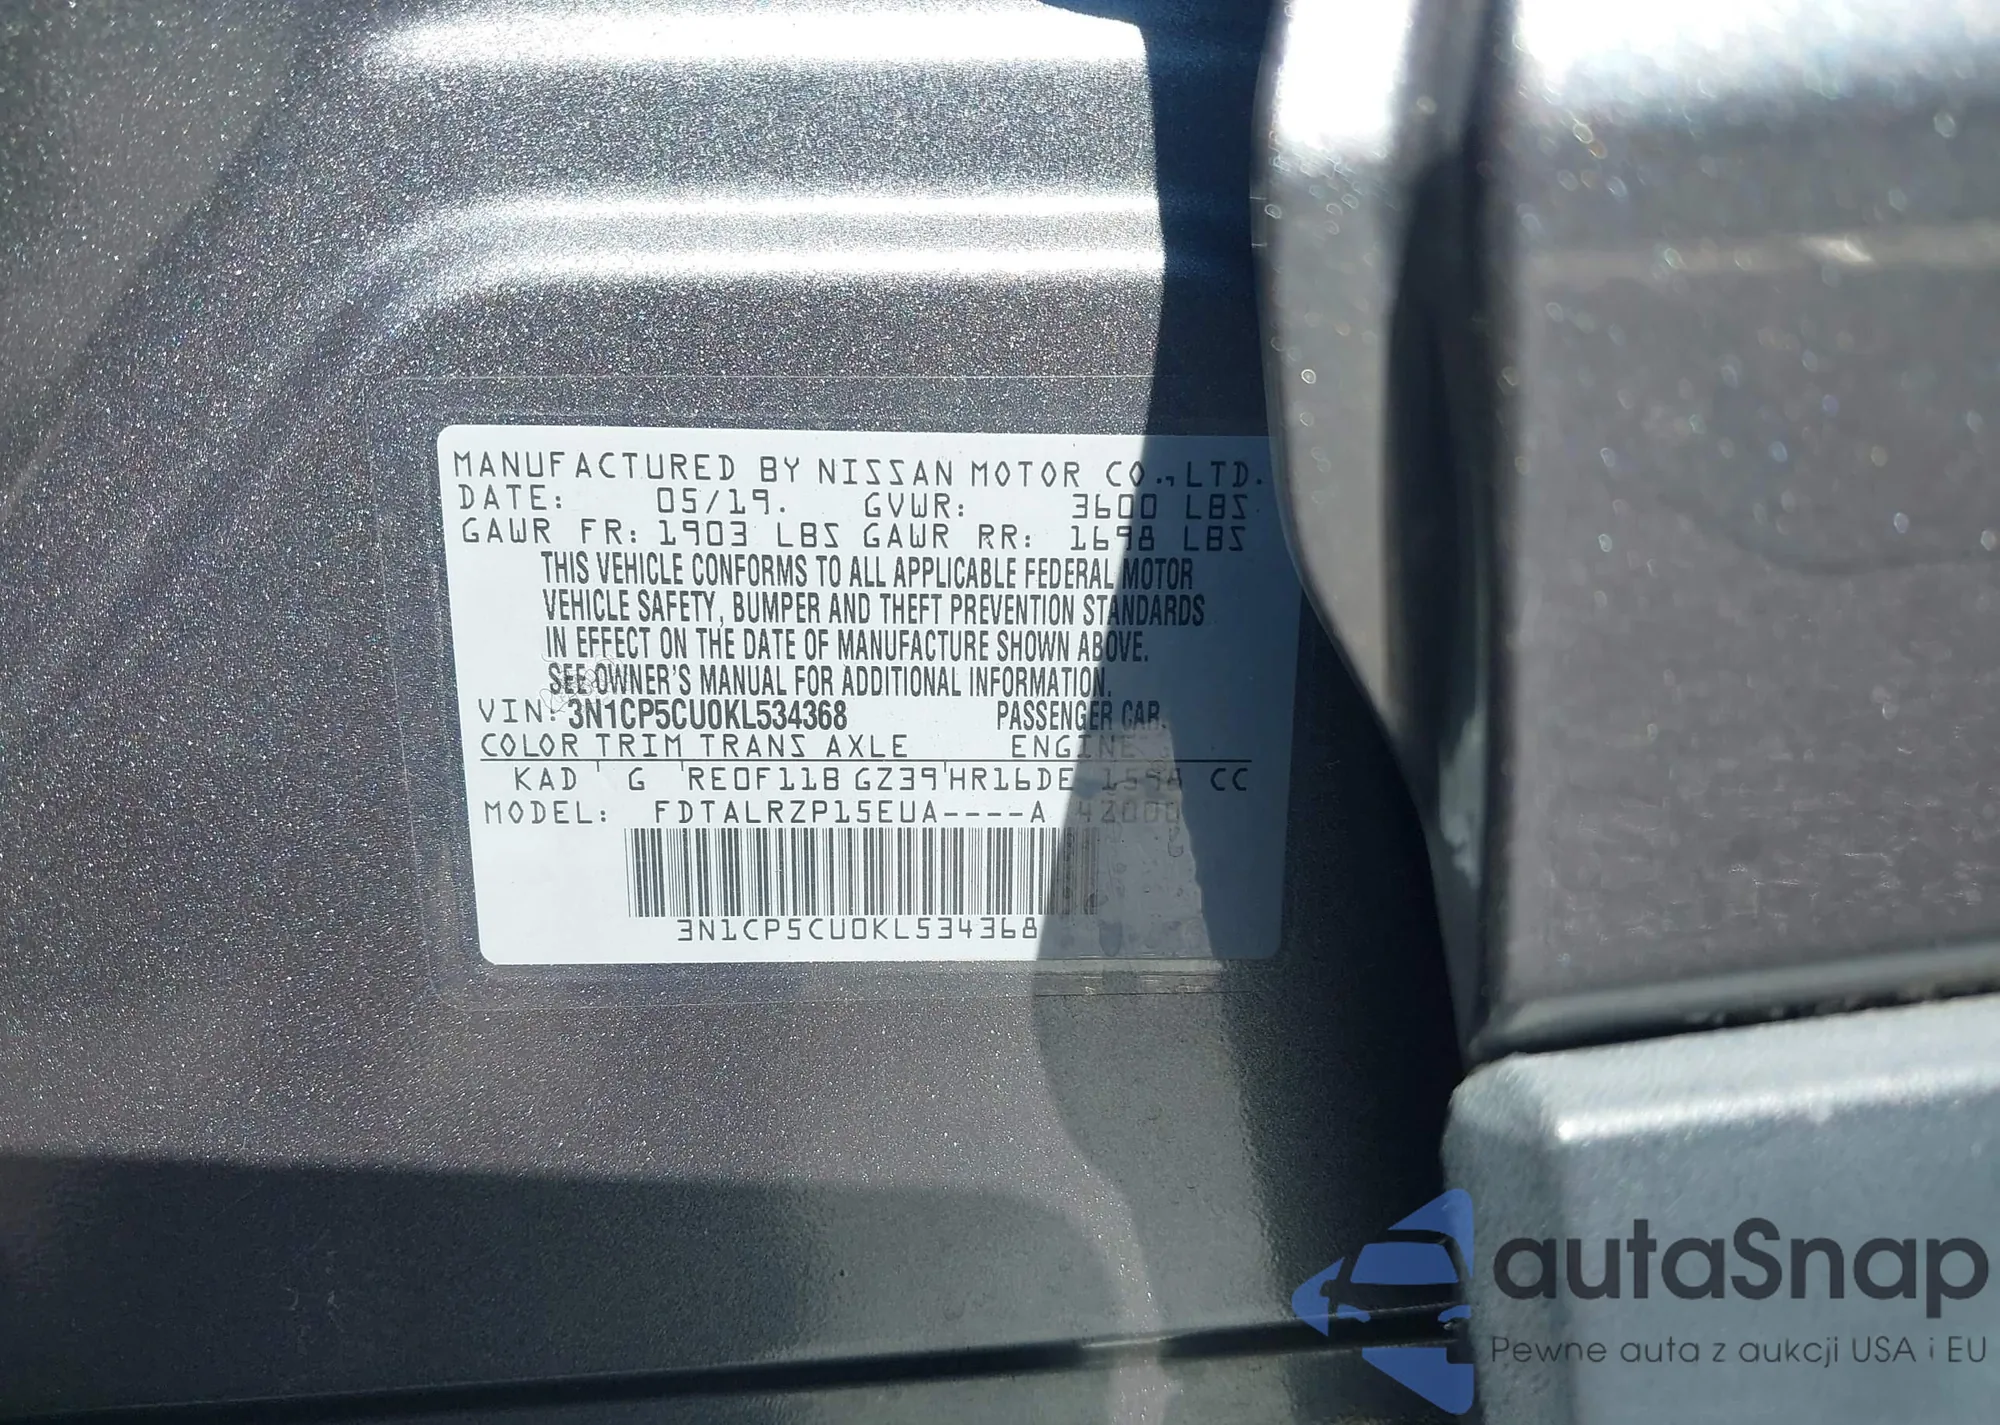 MANUFACTURED BY NISSAN MOTOR CO.,LTD.
DATE: 05/19. GVWR: 3600 LBS
GAWR FR: 1903 LBS GAWR RR: 1698 LBS
THIS VEHICLE CONFORMS TO ALL APPLICABLE FEDERAL MOTOR
VEHICLE SAFETY, BUMPER AND THEFT PREVENTION STANDARDS
IN EFFECT ON THE DATE OF MANUFACTURE SHOWN ABOVE.
SEE OWNER'S MANUAL FOR ADDITIONAL INFORMATION.
VIN: 3N1CP5CU0KL534368 PASSENGER CAR.
COLOR TRIM TRANS AXLE ENGINE
KAD G RE0F11B GZ39 HR16DE 1598 CC
MODEL: FDTALRZP15EUA----A
3N1CP5CU0KL534368
autaSnap
Pewne auta z aukcji USA i EU